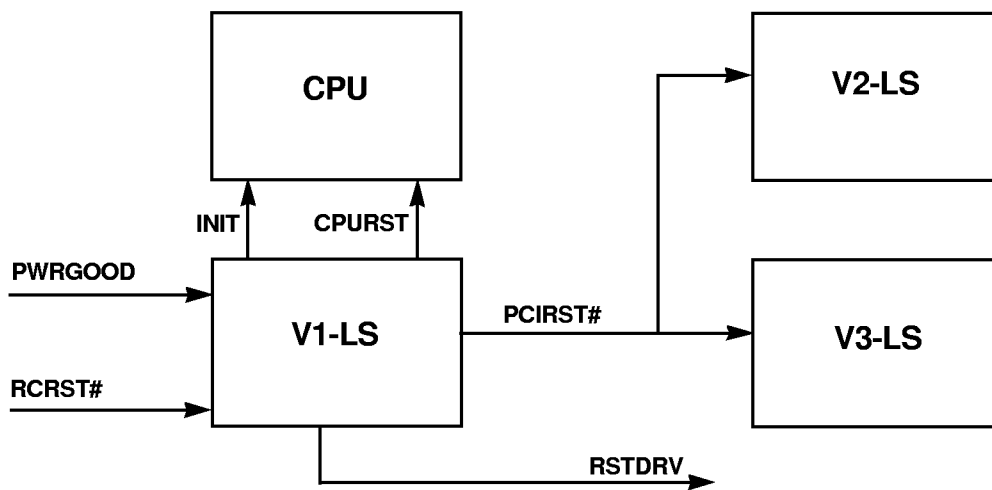 CPU
V2-LS
INIT
CPURST
PWRGOOD
V1-LS
PCIRST#
V3-LS
RCRST#
RSTDRV